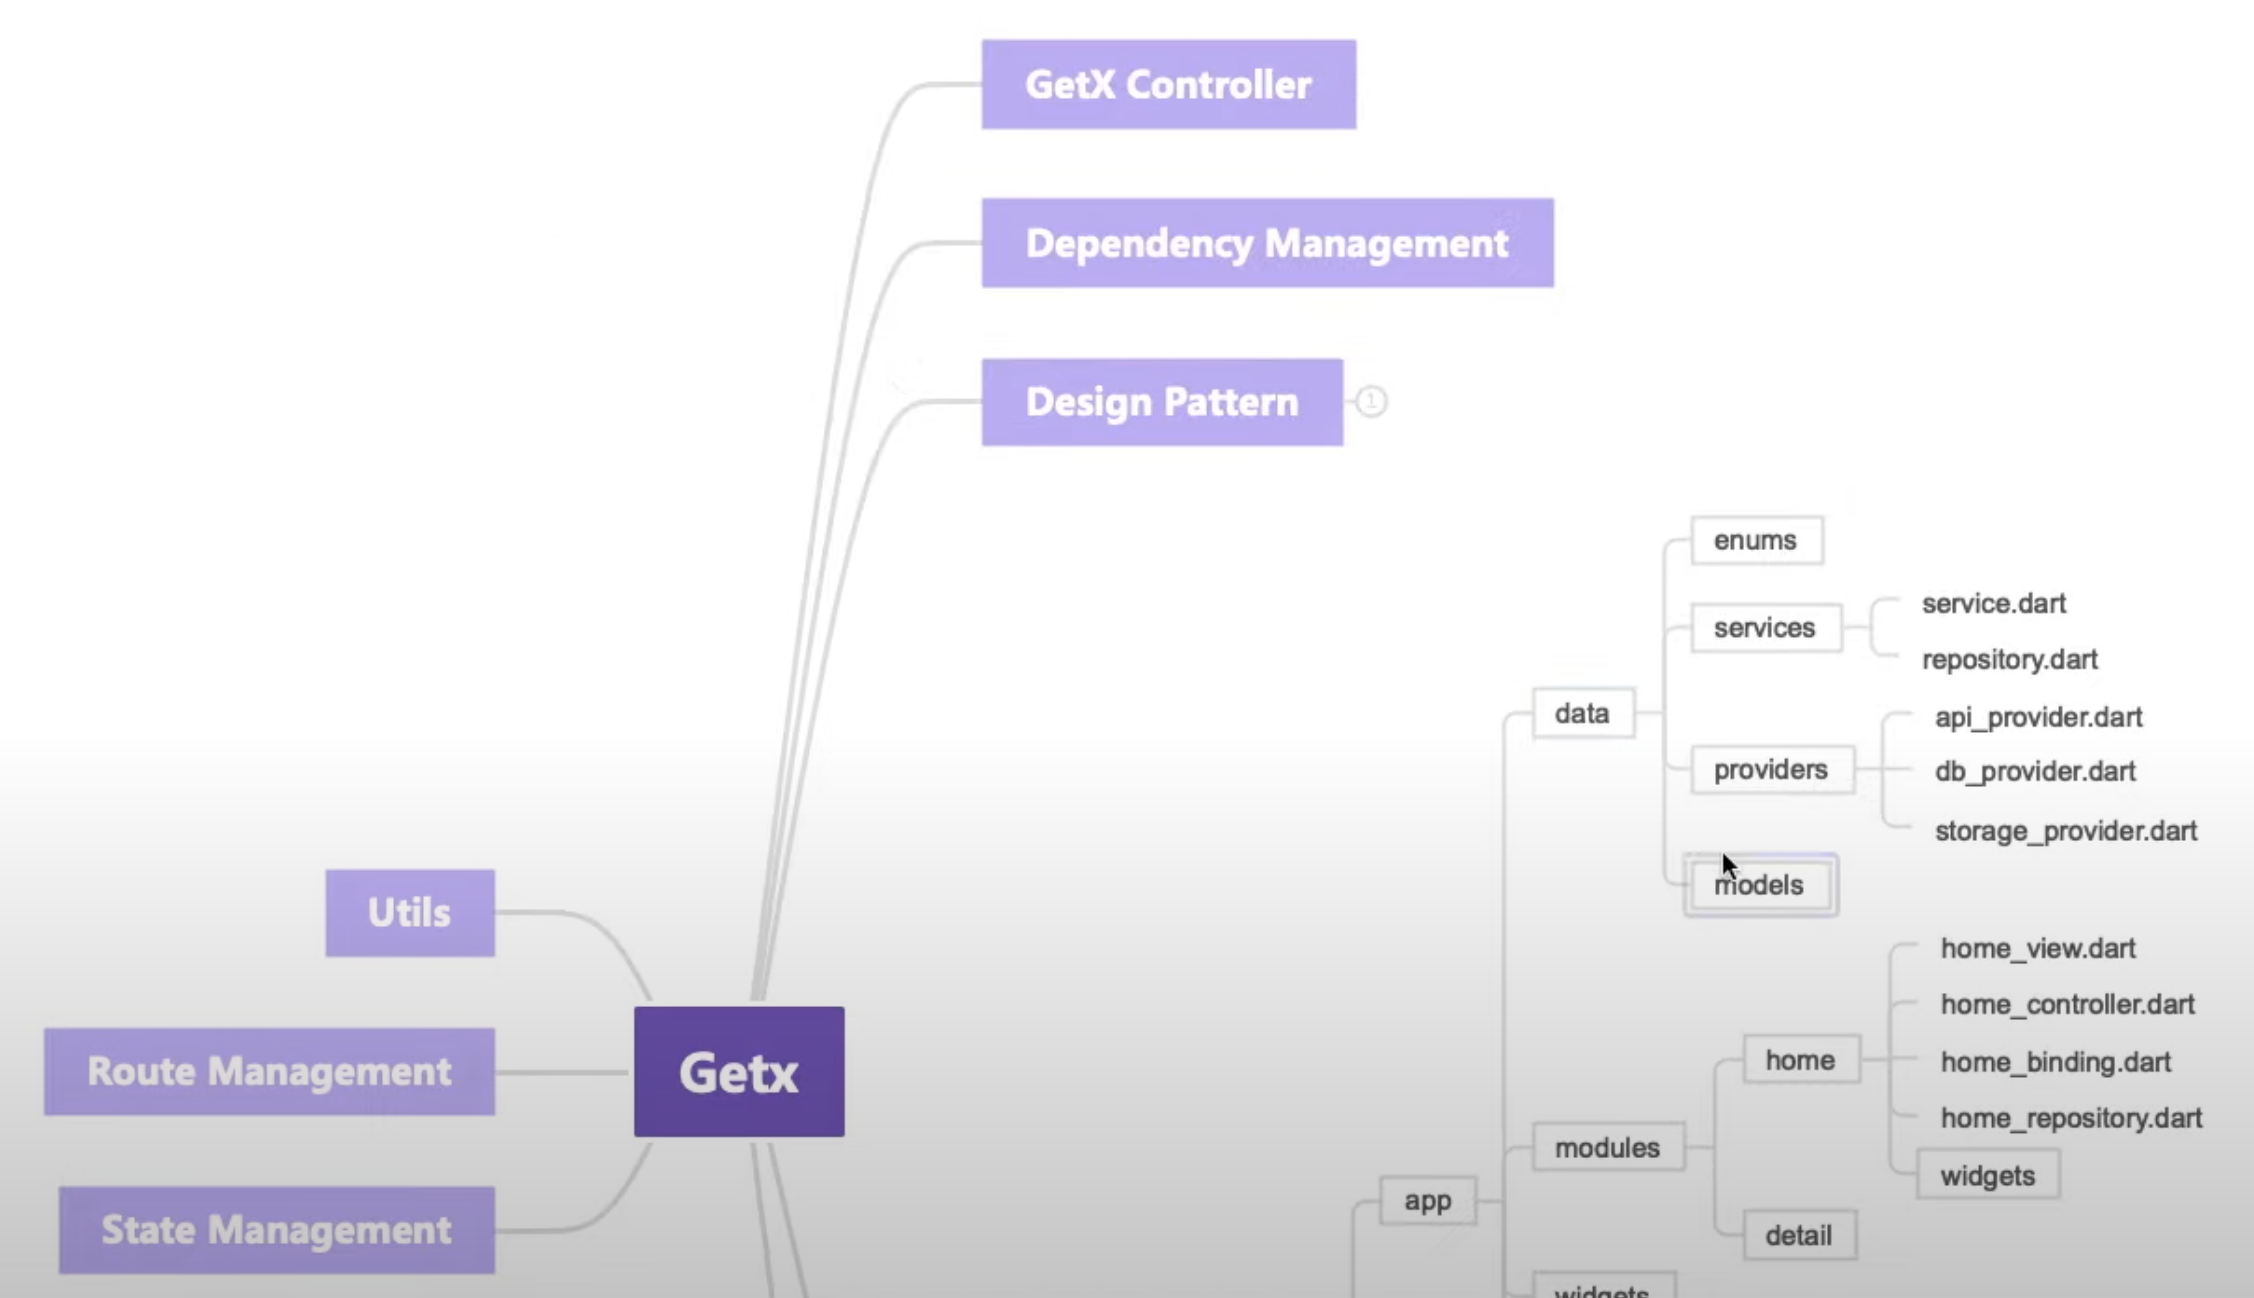 GetX Controller
Dependency Management
Design Pattern
1
enums
services
service.dart
repository.dart
data
providers
api_provider.dart
db_provider.dart
storage_provider.dart
models
Utils
Route Management
Getx
State Management
home
home_view.dart
home_controller.dart
home_binding.dart
home_repository.dart
widgets
modules
app
detail
widgets